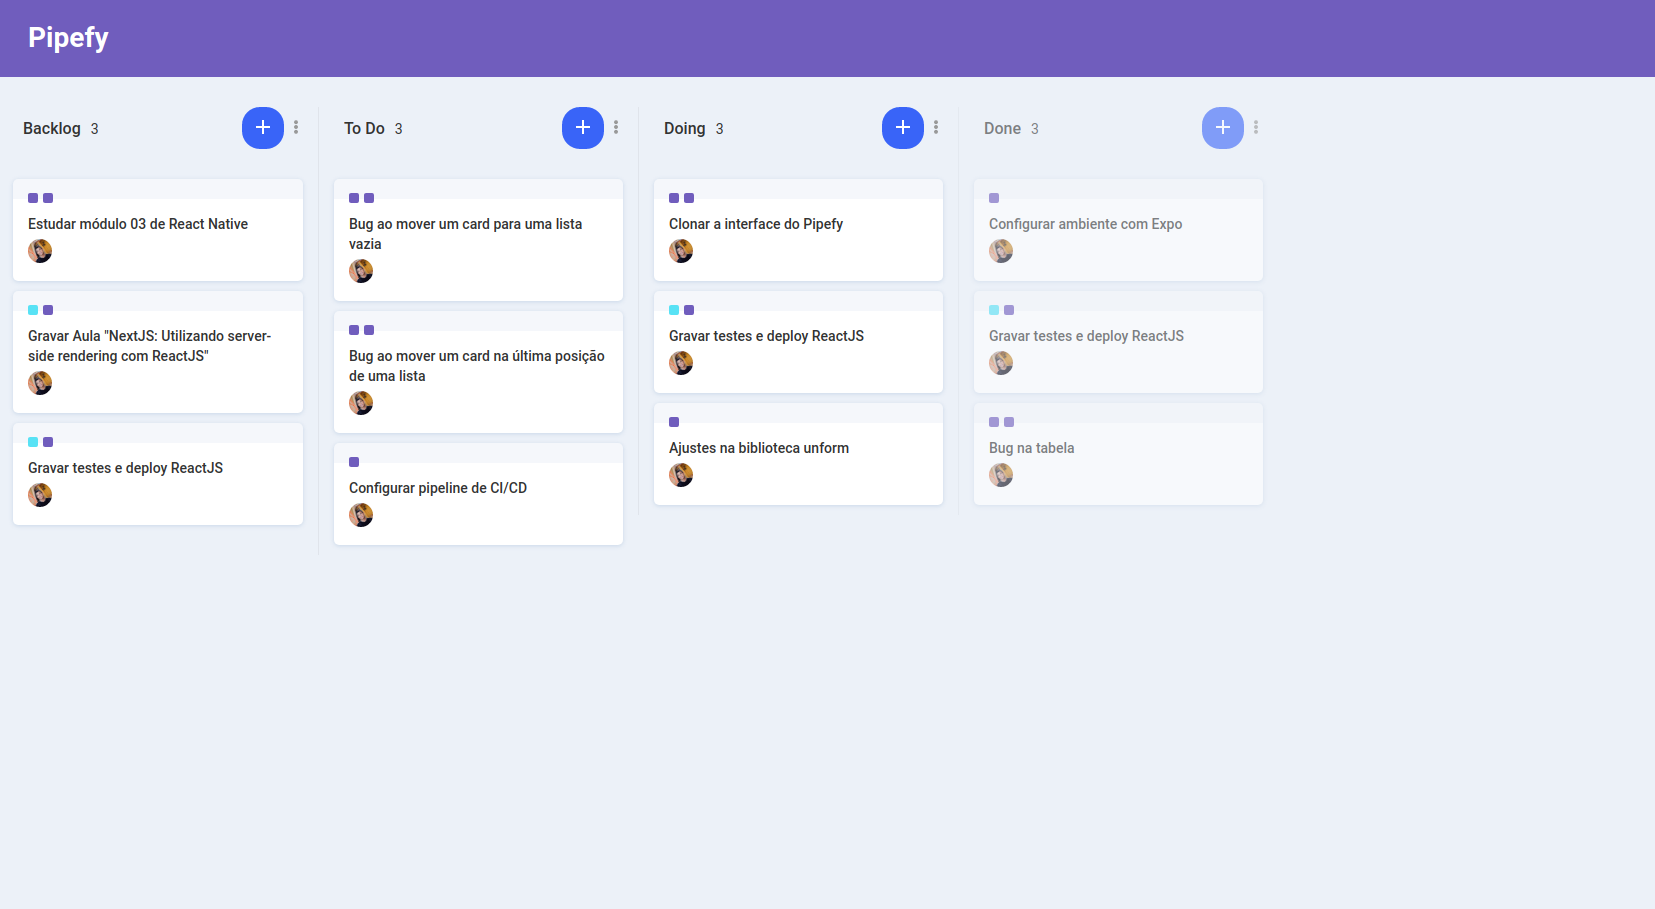 Pipefy
Backlog 3
Estudar módulo 03 de React Native
Gravar Aula "NextJS: Utilizando server-
side rendering com ReactJS"
Gravar testes e deploy ReactJS
To Do 3
Bug ao mover um card para uma lista
vazia
Bug ao mover um card na última posição
de uma lista
Configurar pipeline de CI/CD
Doing 3
Clonar a interface do Pipefy
Gravar testes e deploy ReactJS
Ajustes na biblioteca unform
Done 3
Configurar ambiente com Expo
Gravar testes e deploy ReactJS
Bug na tabela